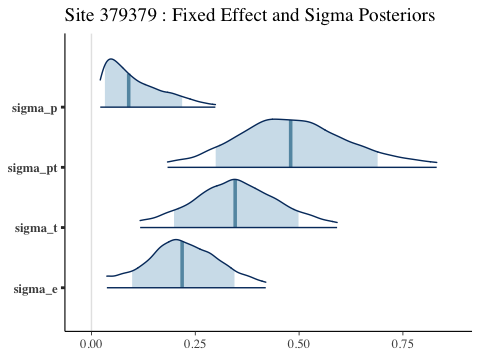 Site 379379 : Fixed Effect and Sigma Posteriors
sigma_p
sigma_pt
sigma_t
sigma_e
0.00 0.25 0.50 0.75